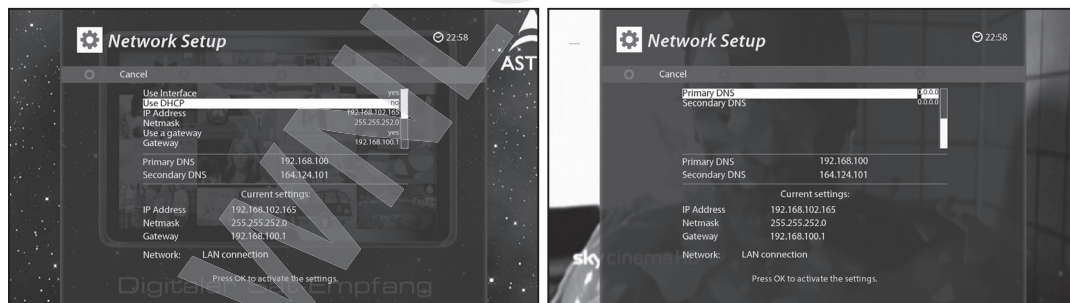 Network Setup
22:58
AST
Cancel
Use Interface yes
Use DHCP no
IP Address 192.168.102.165
Netmask 255.255.252.0
Use a gateway yes
Gateway 192.168.100.1
Primary DNS 192.168.100
Secondary DNS 164.124.101
Current settings:
IP Address 192.168.102.165
Netmask 255.255.252.0
Gateway 192.168.100.1
Network: LAN connection
Press OK to activate the settings.
Digitaler Sat-Empfang
Network Setup
22:58
Cancel
Primary DNS 0.0.0.0
Secondary DNS 0.0.0.0
Primary DNS 192.168.100
Secondary DNS 164.124.101
Current settings:
IP Address 192.168.102.165
Netmask 255.255.252.0
Gateway 192.168.100.1
Network: LAN connection
sky cinema
Press OK to activate the settings.